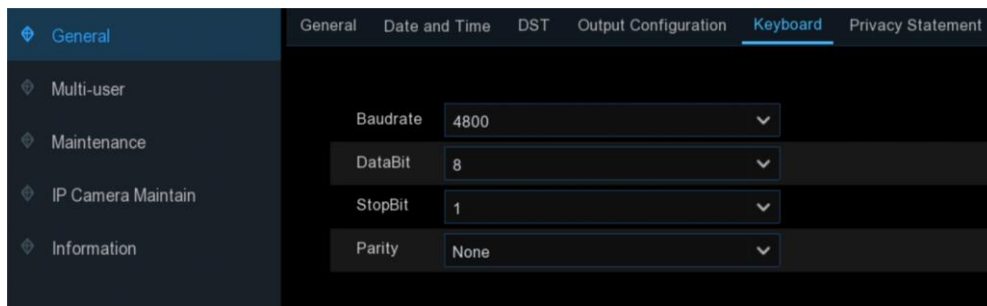 General
Multi-user
Maintenance
IP Camera Maintain
Information
General Date and Time DST Output Configuration Keyboard Privacy Statement
Baudrate 4800
DataBit 8
StopBit 1
Parity None